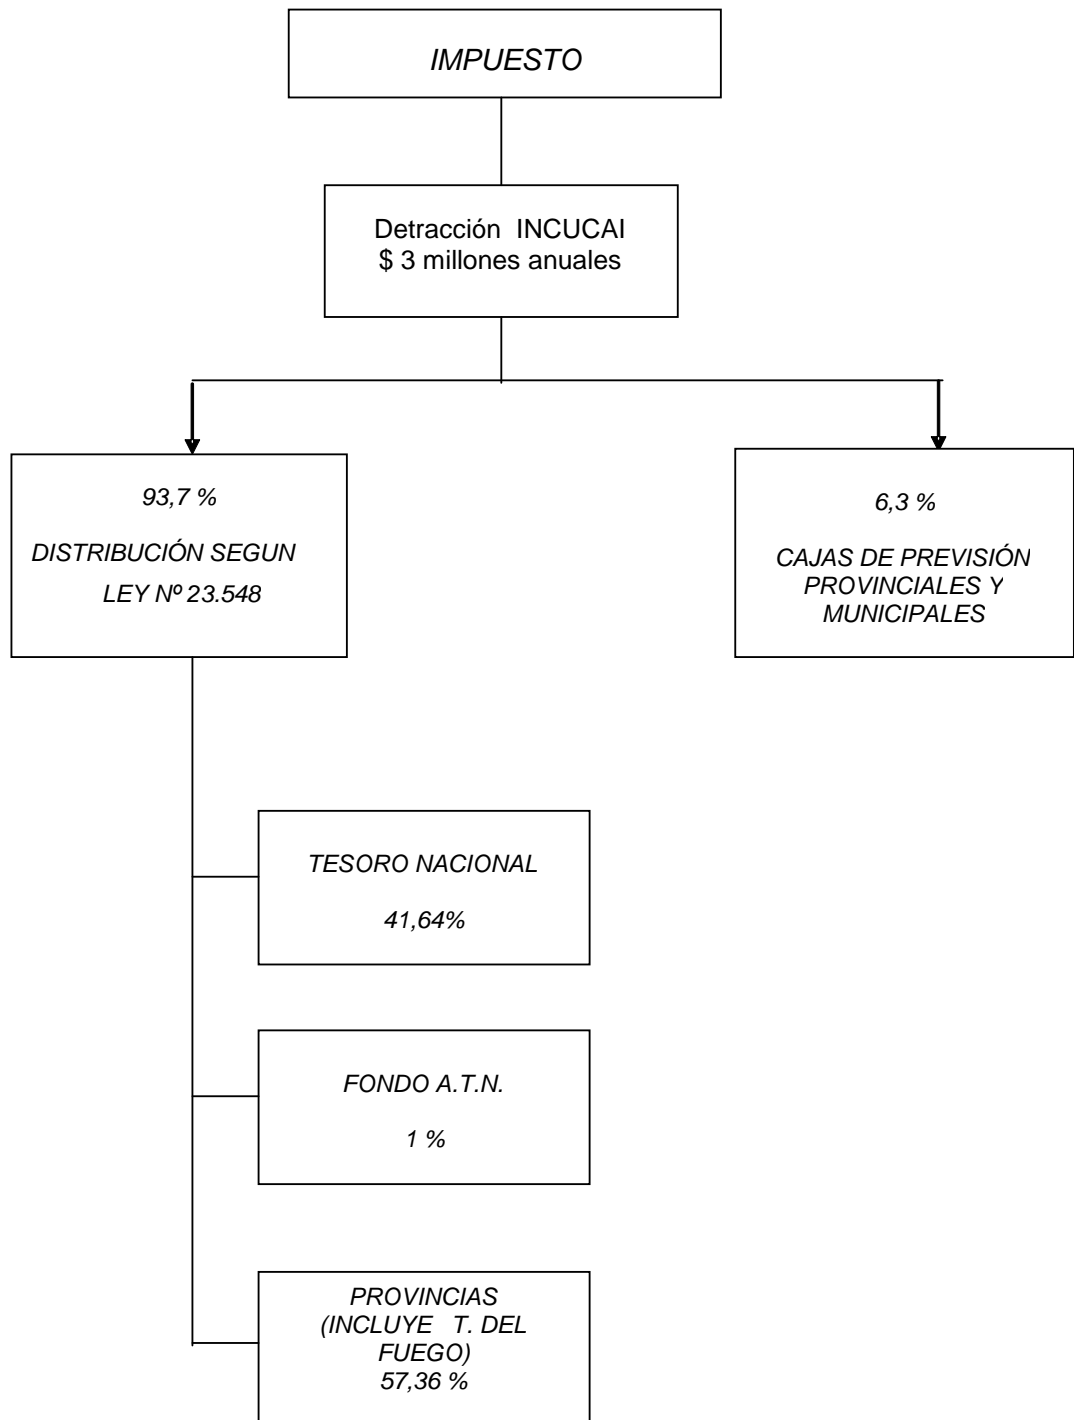 IMPUESTO
Detracción INCUCAI
$ 3 millones anuales
93,7 %
DISTRIBUCIÓN SEGUN
LEY Nº 23.548
6,3 %
CAJAS DE PREVISIÓN
PROVINCIALES Y
MUNICIPALES
TESORO NACIONAL
41,64%
FONDO A.T.N.
1 %
PROVINCIAS
(INCLUYE T. DEL
FUEGO)
57,36 %